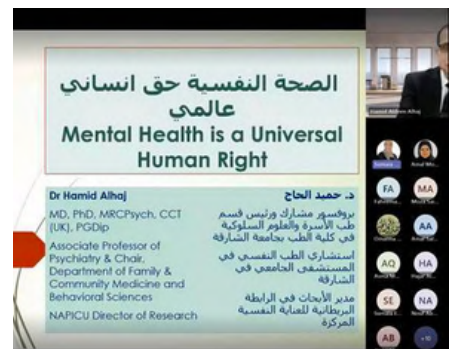 الصحة النفسية حق انساني
عالمي
Mental Health is a Universal
Human Right
Dr Hamid Alhaj
MD, PhD, MRCPsych, CCT
(UK), PGDip
Associate Professor of
Psychiatry & Chair,
Department of Family &
Community Medicine and
Behavioral Sciences
NAPICU Director of Research
د. حميد الحاج
بروفسور مشارك ورئيس قسم
طب الأسرة والعلوم السلوكية
في كلية الطب بجامعة الشارقة
استشاري الطب النفسي في
المستشفى الجامعي في
الشارقة
مدير الأبحاث في الرابطة
البريطانية للعناية النفسية
المركزة
FA
MA
AA
AQ
HA
SE
NA
AB
+10